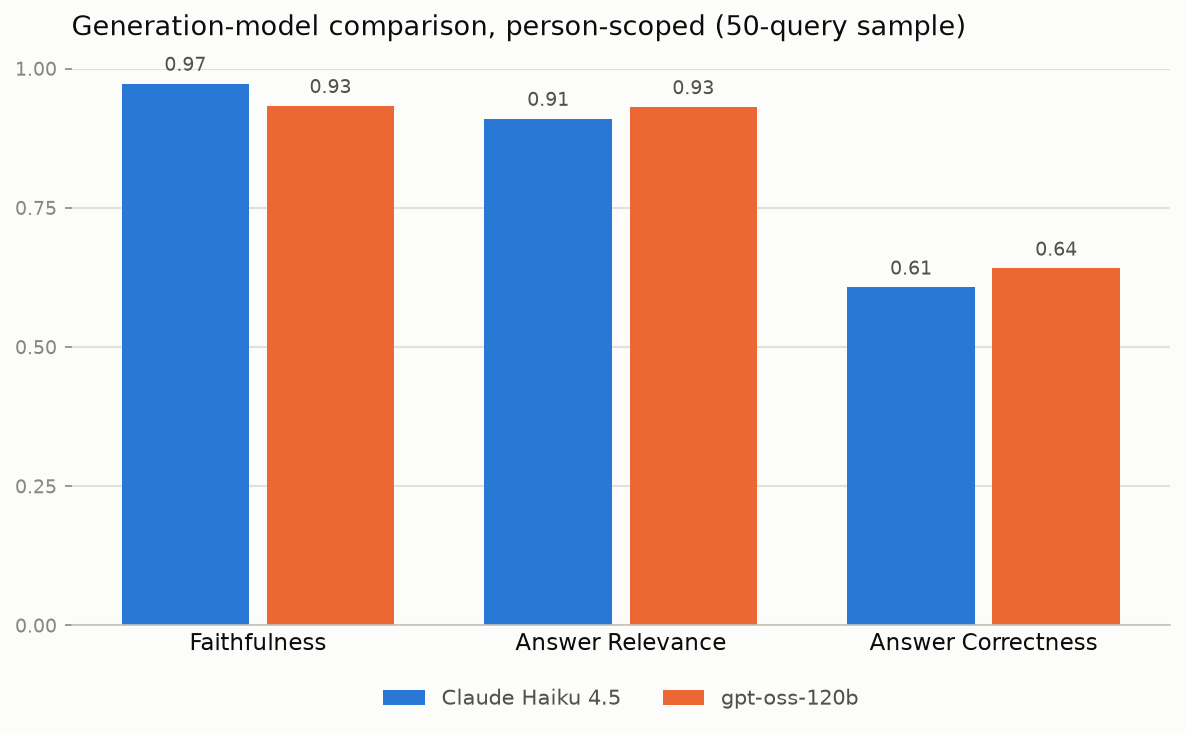 Generation-model comparison, person-scoped (50-query sample)
1.00
0.75
0.50
0.25
0.00
0.97
0.93
0.91
0.93
0.61
0.64
Faithfulness
Answer Relevance
Answer Correctness
Claude Haiku 4.5
gpt-oss-120b